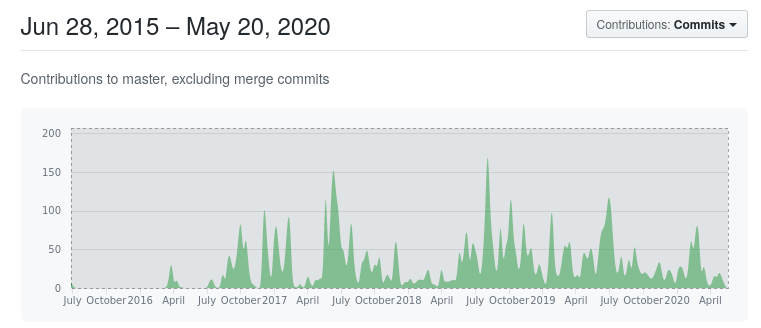 Jun 28, 2015 – May 20, 2020
Contributions: Commits
Contributions to master, excluding merge commits
200
150
100
50
0
July October 2016 April July October 2017 April July October 2018 April July October 2019 April July October 2020 April